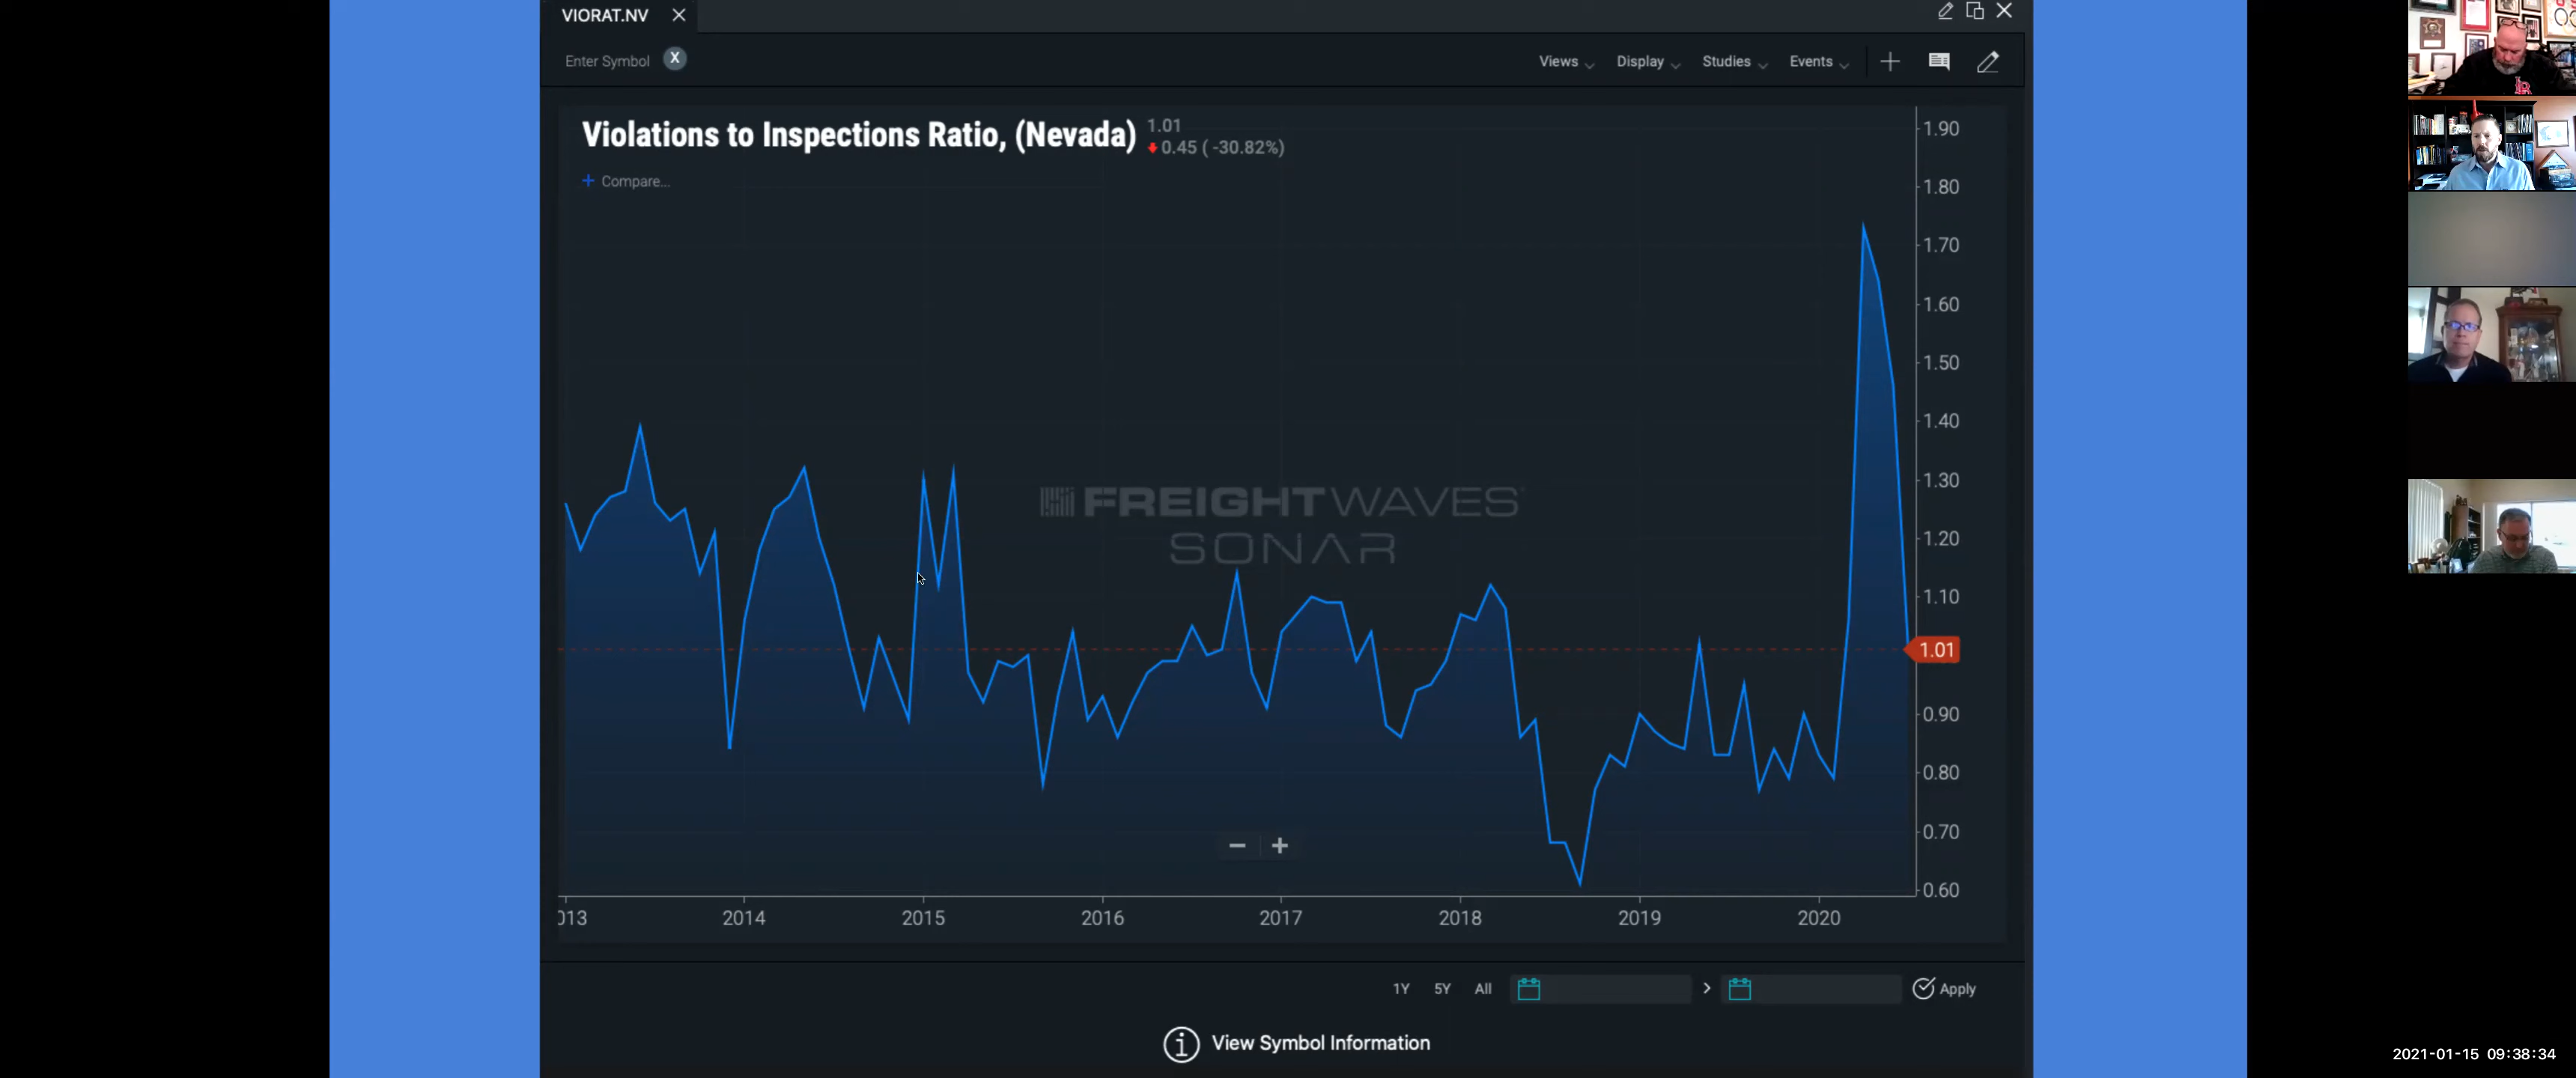 VIORAT.NV
Enter Symbol X
Views Display Studies Events
Violations to Inspections Ratio, (Nevada) 1.01
0.45 ( -30.82%)
+ Compare...
1.90
1.80
1.70
1.60
1.50
1.40
1.30
1.20
1.10
1.01
0.90
0.80
0.70
0.60
FREIGHTWAVES
SONAR
013 2014 2015 2016 2017 2018 2019 2020
1Y 5Y All > Apply
i View Symbol Information
2021-01-15 09:38:34